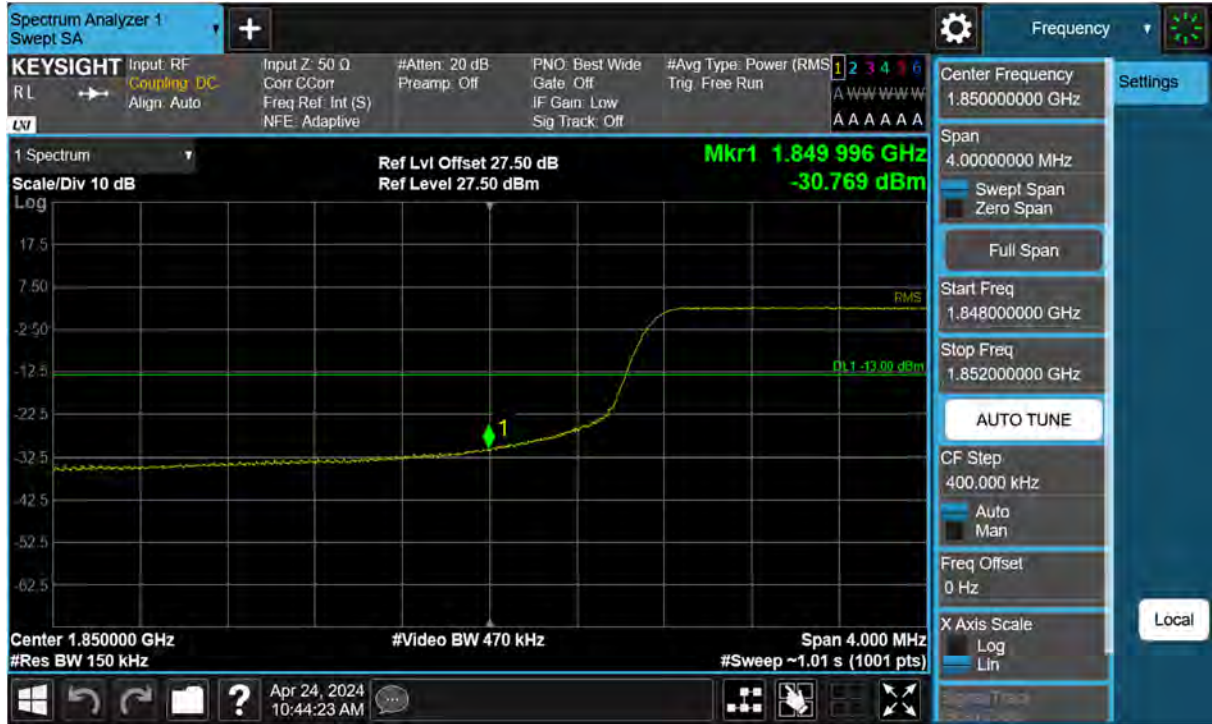 Spectrum Analyzer 1
Swept SA
Frequency
KEYSIGHT
RL
LXI
Input: RF
Coupling: DC
Align: Auto
Input Z: 50 Ω
Corr CCorr
Freq Ref: Int (S)
NFE: Adaptive
#Atten: 20 dB
Preamp: Off
PNO: Best Wide
Gate: Off
IF Gain: Low
Sig Track: Off
#Avg Type: Power (RMS
Trig: Free Run
1 2 3 4 5 6
A W W W W W
A A A A A A
1 Spectrum
Scale/Div 10 dB
Log
Ref Lvl Offset 27.50 dB
Ref Level 27.50 dBm
Mkr1 1.849 996 GHz
-30.769 dBm
17.5
7.50
-2.50
-12.5
-22.5
-32.5
-42.5
-52.5
-62.5
RMS
DL1 -13.00 dBm
1
Center 1.850000 GHz
#Res BW 150 kHz
#Video BW 470 kHz
Span 4.000 MHz
#Sweep ~1.01 s (1001 pts)
Apr 24, 2024
10:44:23 AM
Center Frequency
1.850000000 GHz
Settings
Span
4.00000000 MHz
Swept Span
Zero Span
Full Span
Start Freq
1.848000000 GHz
Stop Freq
1.852000000 GHz
AUTO TUNE
CF Step
400.000 kHz
Auto
Man
Freq Offset
0 Hz
X Axis Scale
Log
Lin
Local
Signal Track